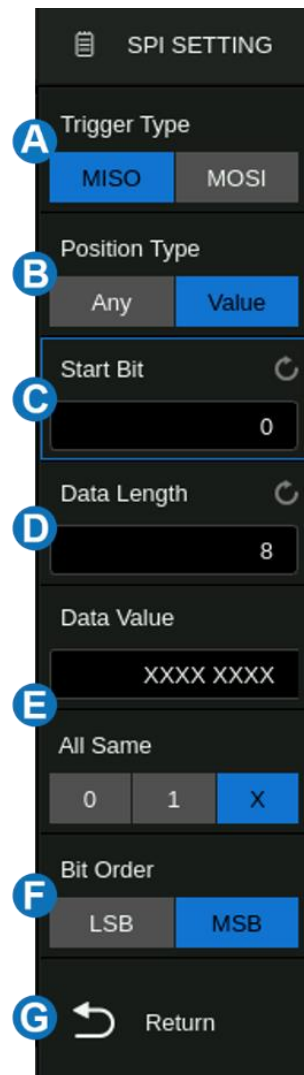 SPI SETTING
A
Trigger Type
MISO MOSI
B
Position Type
Any Value
C
Start Bit
0
D
Data Length
8
Data Value
XXXX XXXX
E
All Same
0 1 X
Bit Order
F
LSB MSB
G
Return